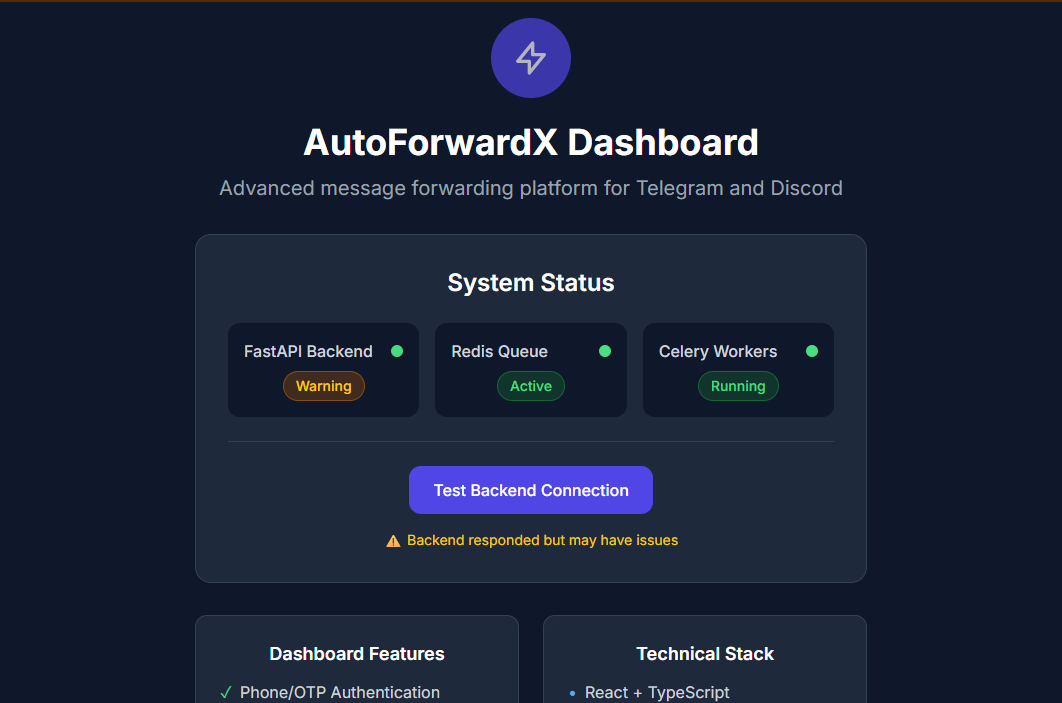 AutoForwardX Dashboard
Advanced message forwarding platform for Telegram and Discord
System Status
FastAPI Backend
Warning
Redis Queue
Active
Celery Workers
Running
Test Backend Connection
⚠ Backend responded but may have issues
Dashboard Features
✓ Phone/OTP Authentication
Technical Stack
• React + TypeScript